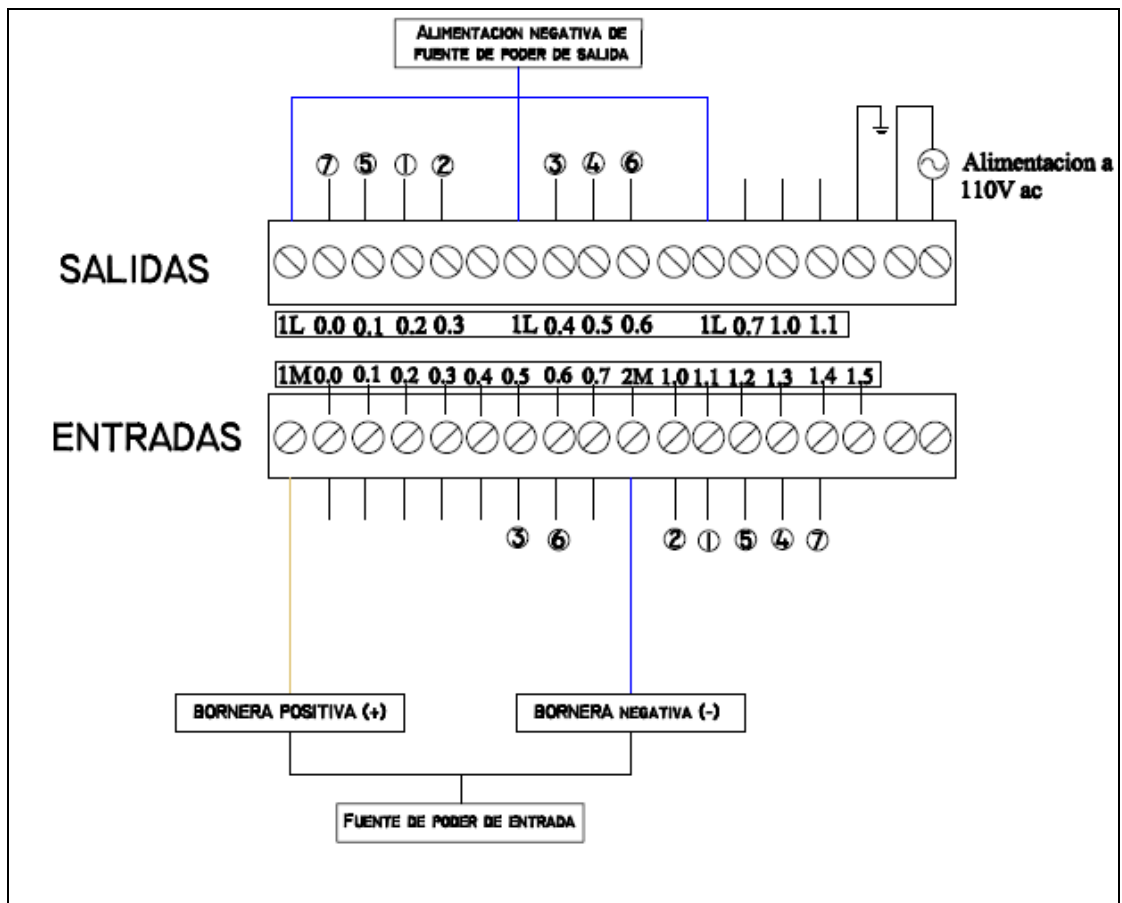 ALIMENTACION NEGATIVA DE
FUENTE DE PODER DE SALIDA
⑦ ⑤ ① ② ③ ④ ⑥
Alimentacion a
110V ac
SALIDAS
1L 0.0 0.1 0.2 0.3 1L 0.4 0.5 0.6 1L 0.7 1.0 1.1
1M 0.0 0.1 0.2 0.3 0.4 0.5 0.6 0.7 2M 1.0 1.1 1.2 1.3 1.4 1.5
ENTRADAS
③ ⑥ ② ① ⑤ ④ ⑦
BORNERA POSITIVA (+)
BORNERA NEGATIVA (-)
FUENTE DE PODER DE ENTRADA